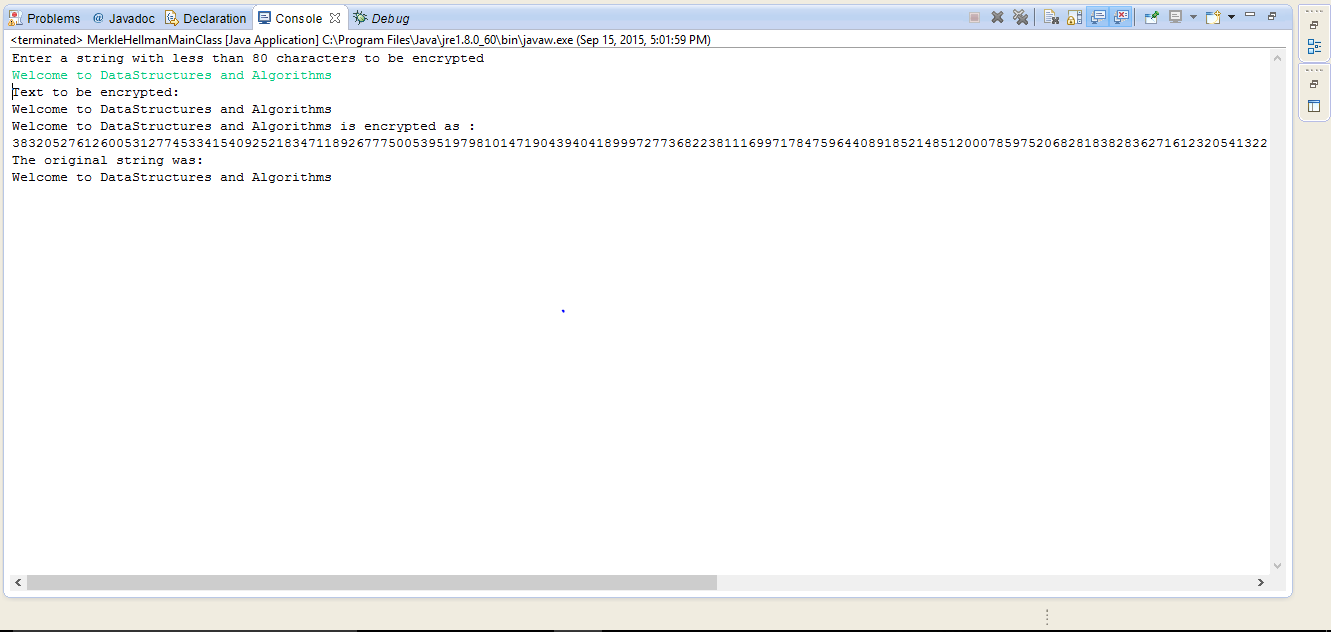 Problems @ Javadoc Declaration Console Debug
<terminated> MerkleHellmanMainClass [Java Application] C:\Program Files\Java\jre1.8.0_60\bin\javaw.exe (Sep 15, 2015, 5:01:59 PM)
Enter a string with less than 80 characters to be encrypted
Welcome to DataStructures and Algorithms
Text to be encrypted:
Welcome to DataStructures and Algorithms
Welcome to DataStructures and Algorithms is encrypted as :
3832052761260053127745334154092521834711892677750053951979810147190439404189997277368223811169971784759644089185214851200078597520682818382836271612320541322
The original string was:
Welcome to DataStructures and Algorithms